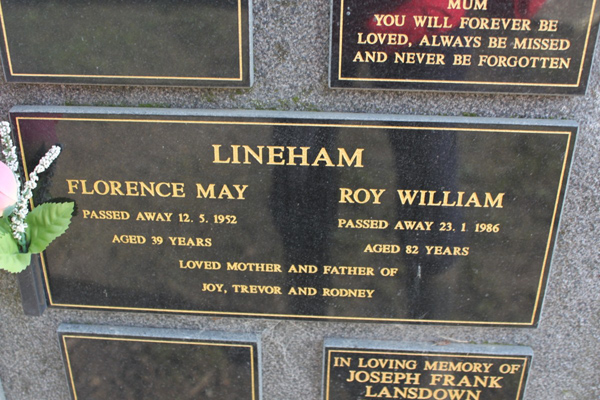 MUM
YOU WILL FOREVER BE
LOVED, ALWAYS BE MISSED
AND NEVER BE FORGOTTEN
LINEHAM
FLORENCE MAY
PASSED AWAY 12. 5. 1952
AGED 39 YEARS
ROY WILLIAM
PASSED AWAY 23. 1 1986
AGED 82 YEARS
LOVED MOTHER AND FATHER OF
JOY, TREVOR AND RODNEY
IN LOVING MEMORY OF
JOSEPH FRANK
LANSDOWN